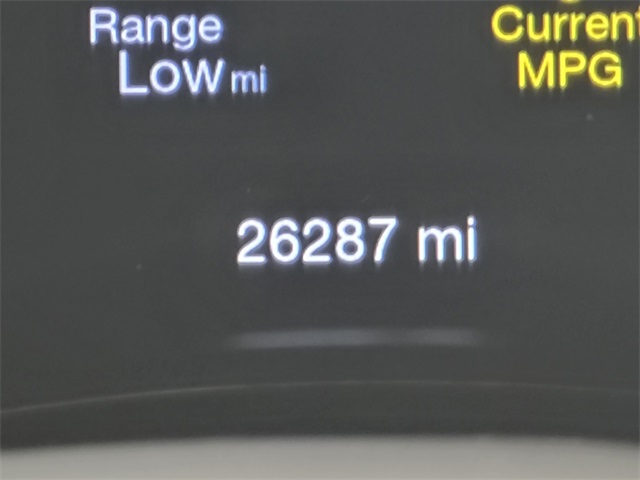 Range
Current
Low mi
MPG
26287 mi